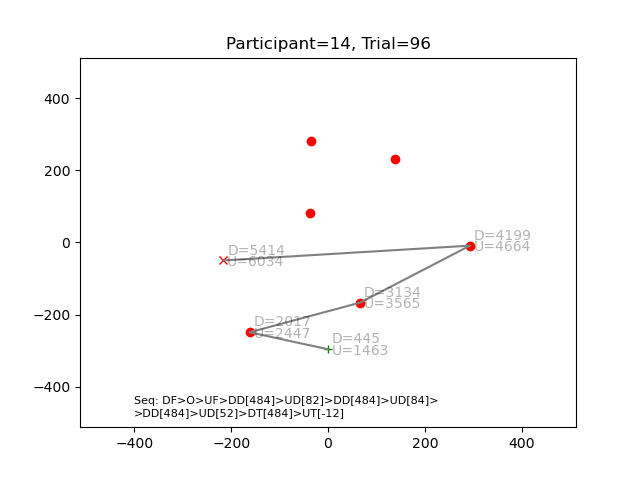 Participant=14, Trial=96
400
200
0
−200
−400
D=5414
U=6034
D=4199
U=4664
D=3134
U=3565
D=2017
U=2447
D=445
U=1463
Seq: DF>O>UF>DD[484]>UD[82]>DD[484]>UD[84]>
>DD[484]>UD[52]>DT[484]>UT[-12]
−400
−200
0
200
400